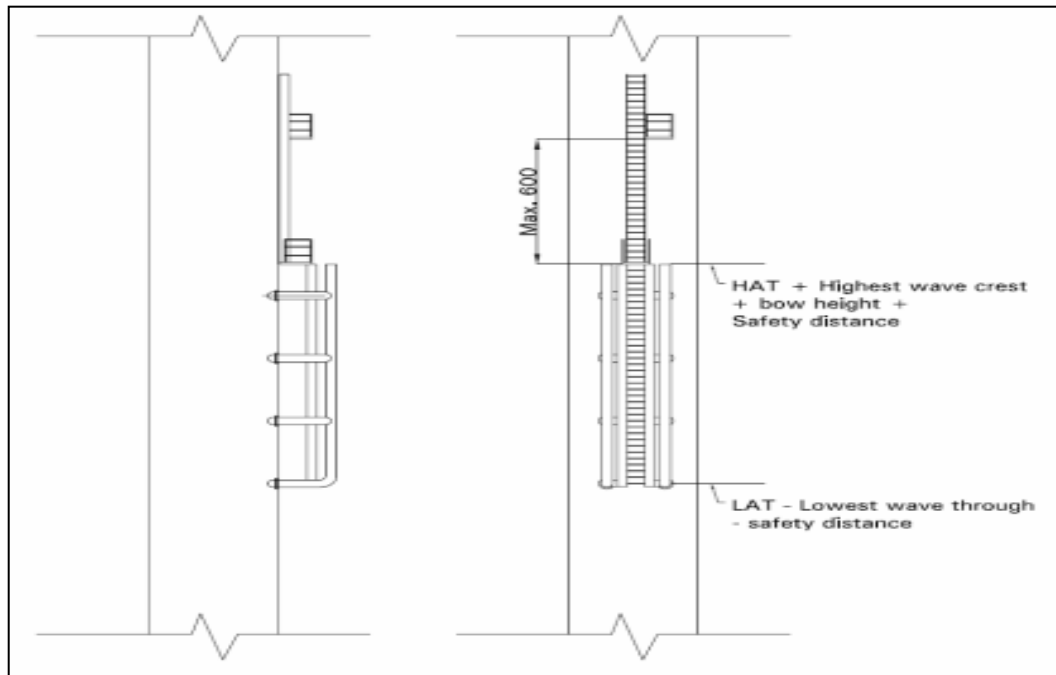 Max. 600
HAT + Highest wave crest
+ bow height +
Safety distance
LAT - Lowest wave through
- safety distance